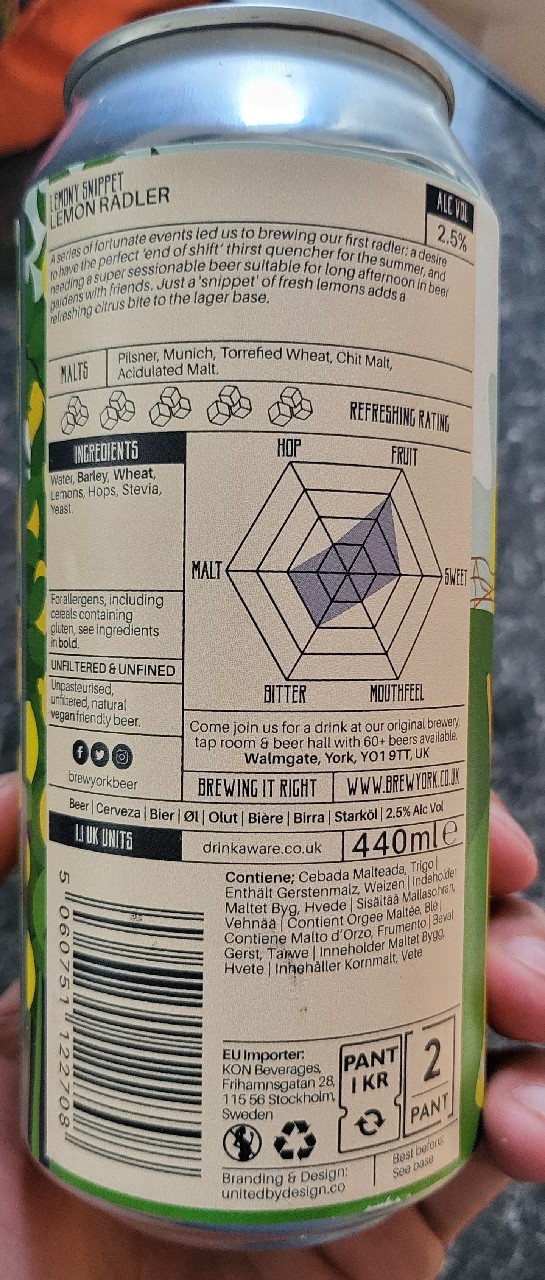 LEMONY SNIPPET
LEMON RADLER
ALC VOL
2.5%
A series of fortunate events led us to brewing our first radler; a desire
to have the perfect 'end of shift' thirst quencher for the summer, and
needing a super sessionable beer suitable for long afternoon in beer
gardens with friends. Just a 'snippet' of fresh lemons adds a
refreshing citrus bite to the lager base.
MALTS
Pilsner, Munich, Torrefied Wheat, Chit Malt,
Acidulated Malt.
REFRESHING RATING
INGREDIENTS
Water, Barley, Wheat,
Lemons, Hops, Stevia,
Yeast.
For allergens, including
cereals containing
gluten, see ingredients
in bold.
UNFILTERED & UNFINED
Unpasteurised,
unfiltered, natural
vegan friendly beer.
brewyorkbeer
HOP
FRUIT
MALT
SWEET
BITTER
MOUTHFEEL
Come join us for a drink at our original brewery,
tap room & beer hall with 60+ beers available.
Walmgate, York, YO1 9TT, UK
BREWING IT RIGHT
WWW.BREWYORK.CO.UK
Beer | Cerveza | Bier | Øl | Olut | Bière | Birra | Starköl | 2.5% Alc Vol
1.1 UK UNITS
drinkaware.co.uk
440ml e
Contiene; Cebada Malteada, Trigo |
Enthält Gerstenmalz, Weizen | Indeholder
Maltet Byg, Hvede | Sisältää Mallasohran,
Vehnää | Contient Orgee Maltée, Blé |
Contiene Malto d'Orzo, Frumento | Bevat
Gerst, Tarwe | Inneholder Maltet Bygg,
Hvete | Innehåller Kornmalt, Vete
5 060751 122708
EU Importer:
KON Beverages,
Frihamnsgatan 28,
115 56 Stockholm,
Sweden
PANT
1 KR
2
PANT
Branding & Design:
unitedbydesign.co
Best before:
See base